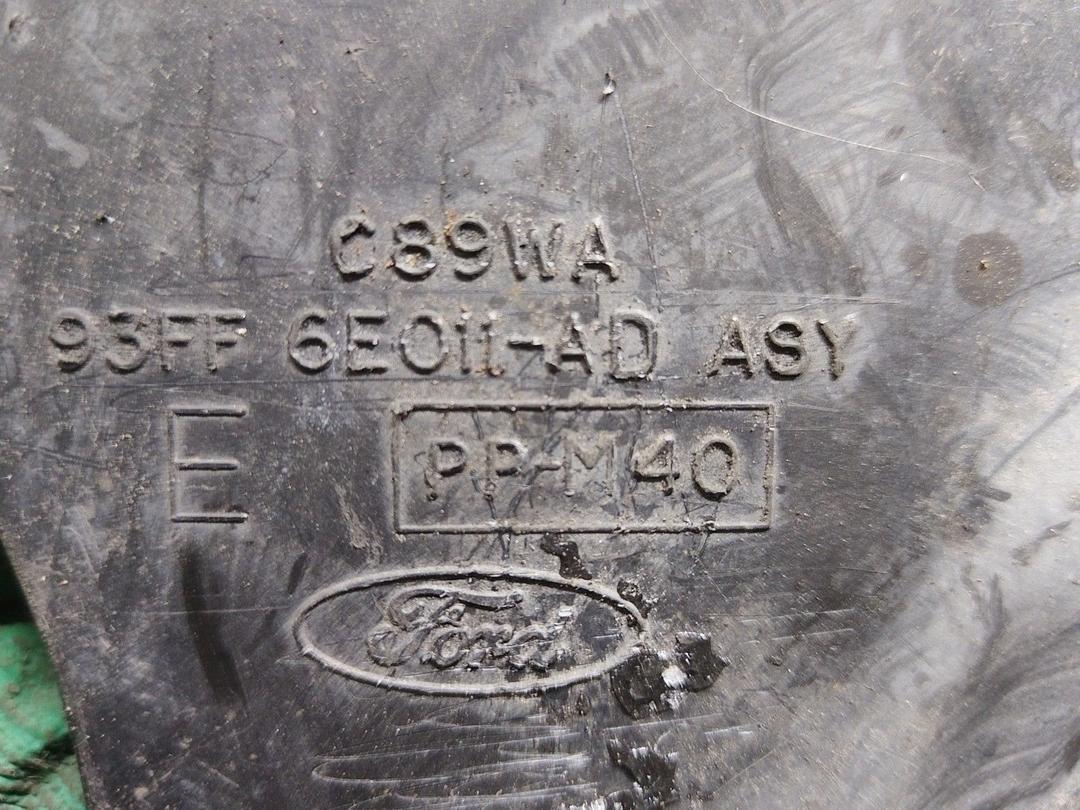 C89WA
93FF 6E011-AD ASY
E PP-M40
Ford